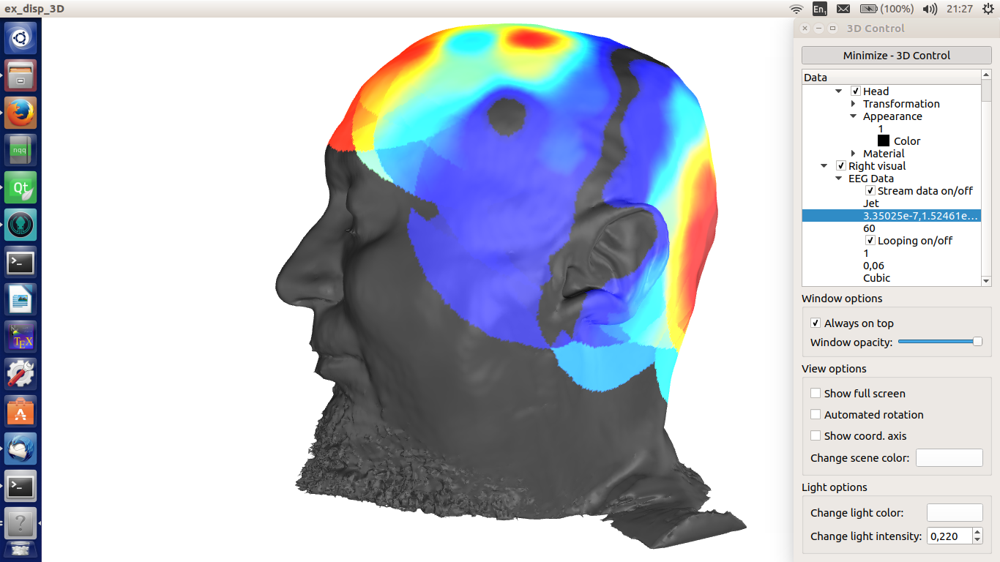 ex_disp_3D
En1
(100%)
21:27
3D Control
Minimize - 3D Control
Data
Head
Transformation
Appearance
1
Color
Material
Right visual
EEG Data
Stream data on/off
Jet
3.35025e-7,1.52461e...
60
Looping on/off
1
0,06
Cubic
Window options
Always on top
Window opacity:
View options
Show full screen
Automated rotation
Show coord. axis
Change scene color:
Light options
Change light color:
Change light intensity: 0,220
nqq
Qt
>_
TEX
A
>_
?